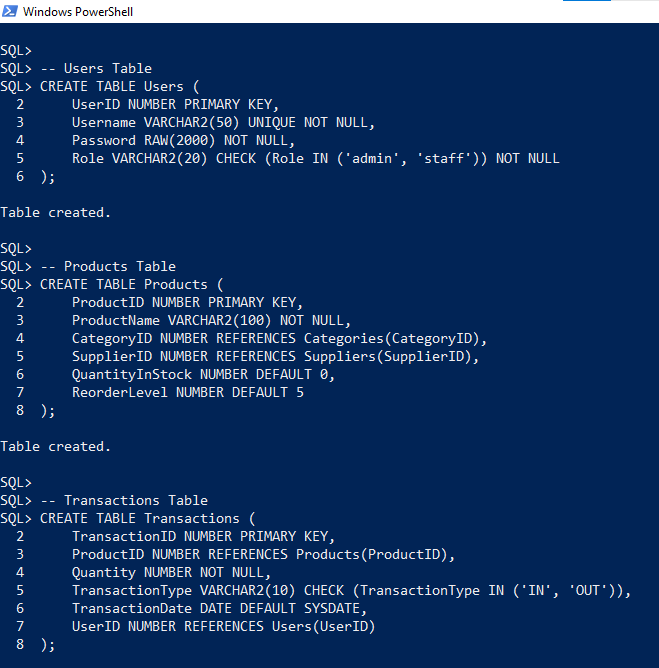 Windows PowerShell
SQL>
SQL> -- Users Table
SQL> CREATE TABLE Users (
  2      UserID NUMBER PRIMARY KEY,
  3      Username VARCHAR2(50) UNIQUE NOT NULL,
  4      Password RAW(2000) NOT NULL,
  5      Role VARCHAR2(20) CHECK (Role IN ('admin', 'staff')) NOT NULL
  6  );
Table created.
SQL>
SQL> -- Products Table
SQL> CREATE TABLE Products (
  2      ProductID NUMBER PRIMARY KEY,
  3      ProductName VARCHAR2(100) NOT NULL,
  4      CategoryID NUMBER REFERENCES Categories(CategoryID),
  5      SupplierID NUMBER REFERENCES Suppliers(SupplierID),
  6      QuantityInStock NUMBER DEFAULT 0,
  7      ReorderLevel NUMBER DEFAULT 5
  8  );
Table created.
SQL>
SQL> -- Transactions Table
SQL> CREATE TABLE Transactions (
  2      TransactionID NUMBER PRIMARY KEY,
  3      ProductID NUMBER REFERENCES Products(ProductID),
  4      Quantity NUMBER NOT NULL,
  5      TransactionType VARCHAR2(10) CHECK (TransactionType IN ('IN', 'OUT')),
  6      TransactionDate DATE DEFAULT SYSDATE,
  7      UserID NUMBER REFERENCES Users(UserID)
  8  );